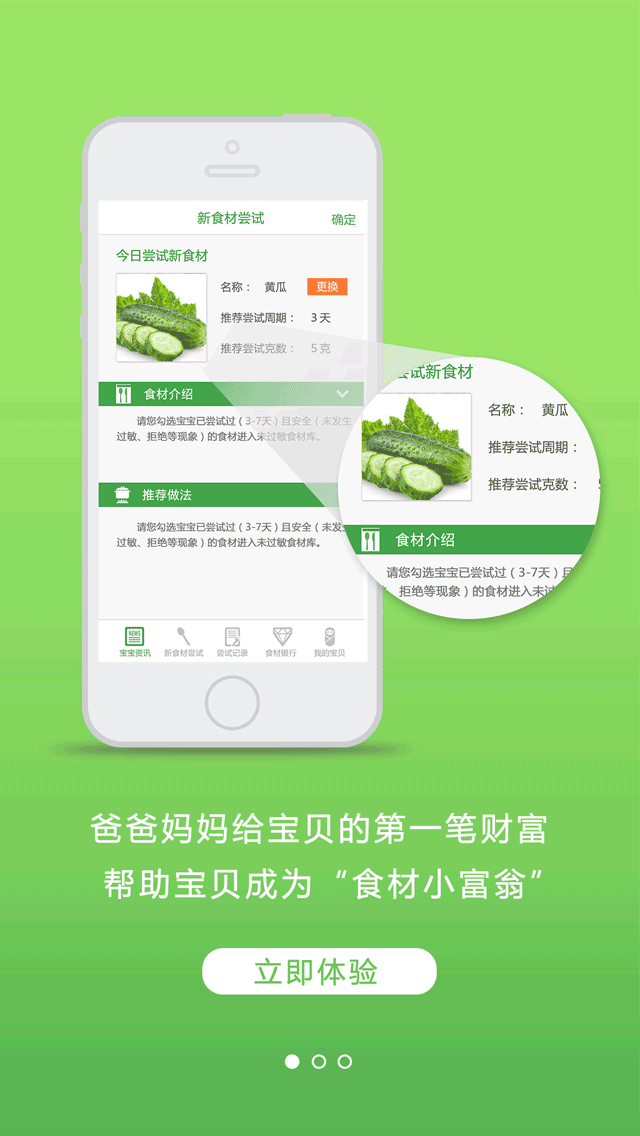 新食材尝试 确定
今日尝试新食材
名称： 黄瓜 更换
推荐尝试周期： 3 天
推荐尝试克数： 5 克
食材介绍
请您勾选宝宝已尝试过（3-7天）且安全（未发生
过敏、拒绝等现象）的食材进入未过敏食材库。
推荐做法
请您勾选宝宝已尝试过（3-7天）且安全（未发
过敏、拒绝等现象）的食材进入未过敏食材库。
NEWS
宝宝资讯 新食材尝试 尝试记录 食材银行 我的宝贝
尝试新食材
名称： 黄瓜
推荐尝试周期：
推荐尝试克数：
食材介绍
请您勾选宝宝已尝试过（3-7天）且
、拒绝等现象）的食材进入未过
爸爸妈妈给宝贝的第一笔财富
帮助宝贝成为“食材小富翁”
立即体验